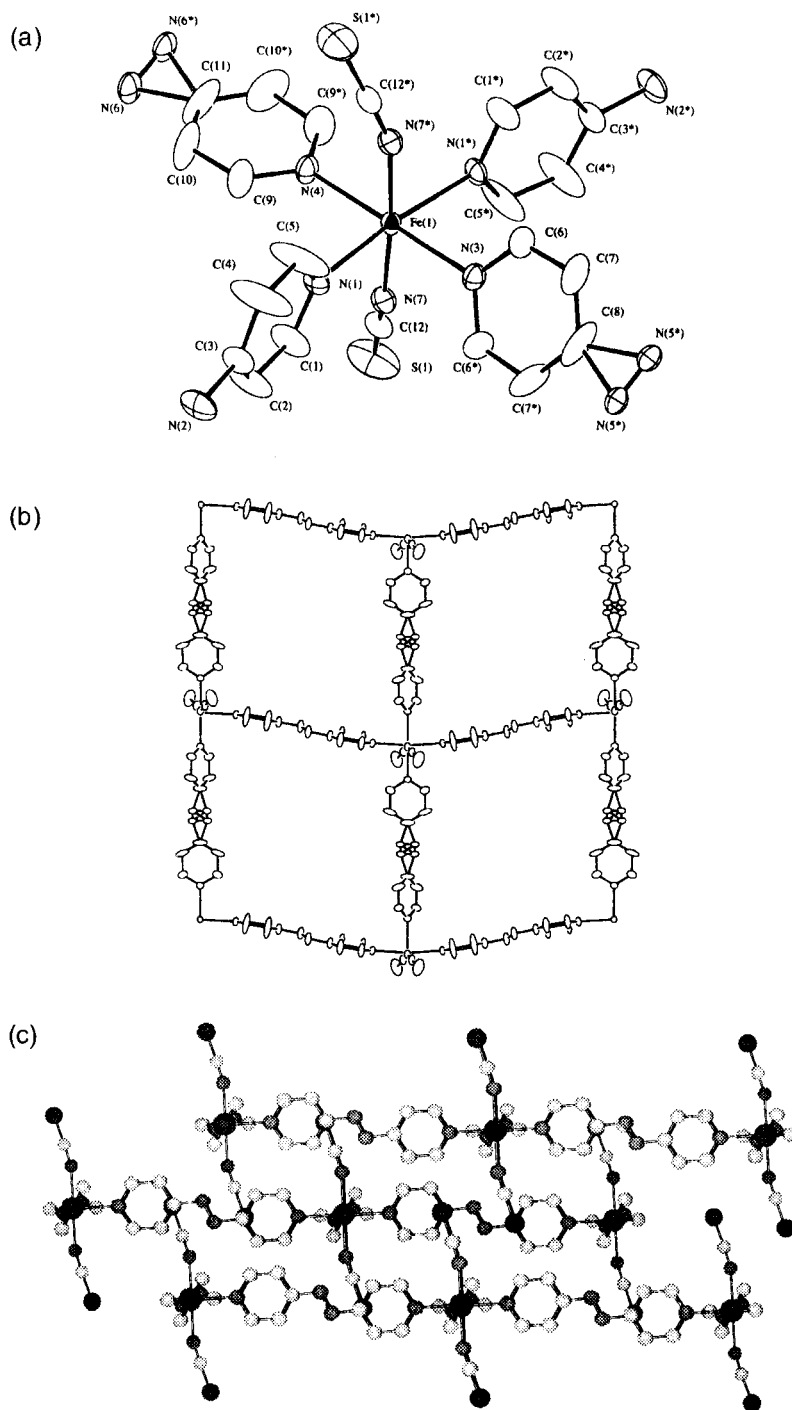 (a)
N(6*)
S(1*)
C(11)
C(10*)
C(2*)
C(1*)
N(6)
C(12*)
C(9*)
N(2*)
N(7*)
C(3*)
C(10)
N(1*)
C(4*)
C(9)
N(4)
C(5*)
Fe(1)
C(5)
C(6)
N(3)
C(7)
C(4)
N(1)
N(7)
C(8)
C(12)
C(3)
N(5*)
C(1)
S(1)
C(6*)
C(2)
C(7*)
N(2)
N(5*)
(b)
(c)